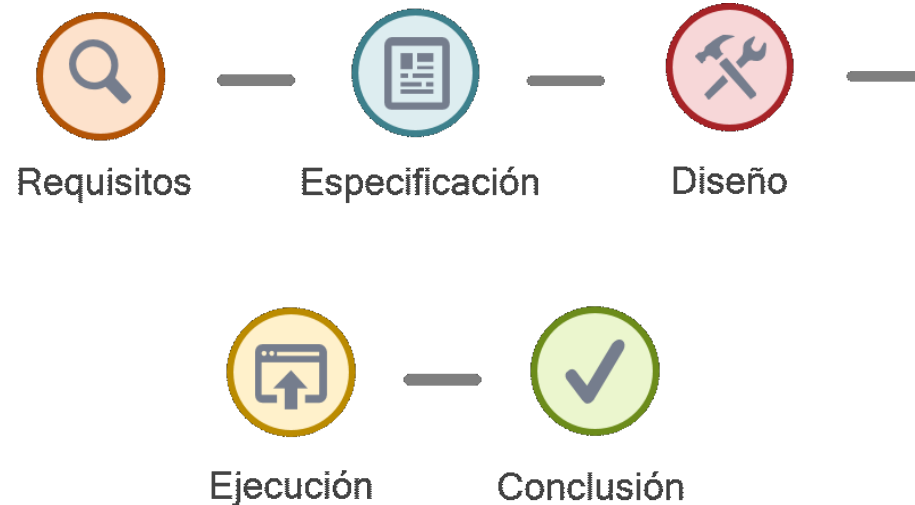 Requisitos
Especificación
Diseño
Ejecución
Conclusión